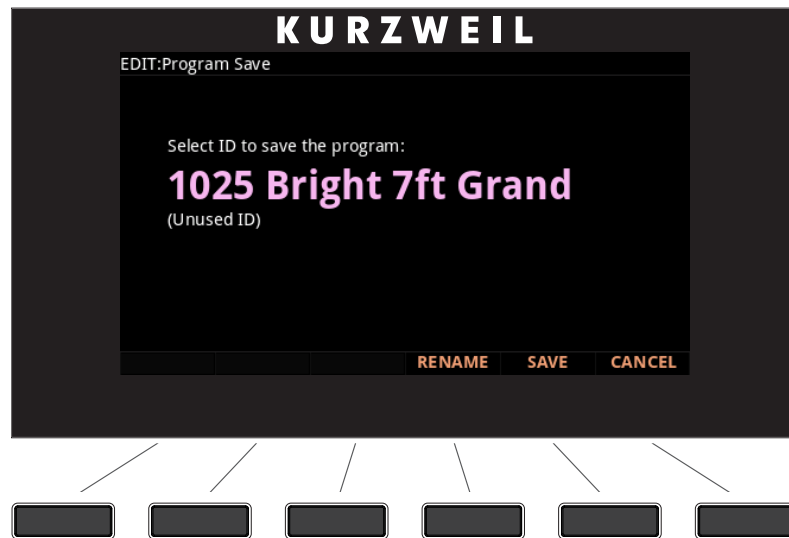 KURZWEIL
EDIT:Program Save
Select ID to save the program:
1025 Bright 7ft Grand
(Unused ID)
RENAME SAVE CANCEL